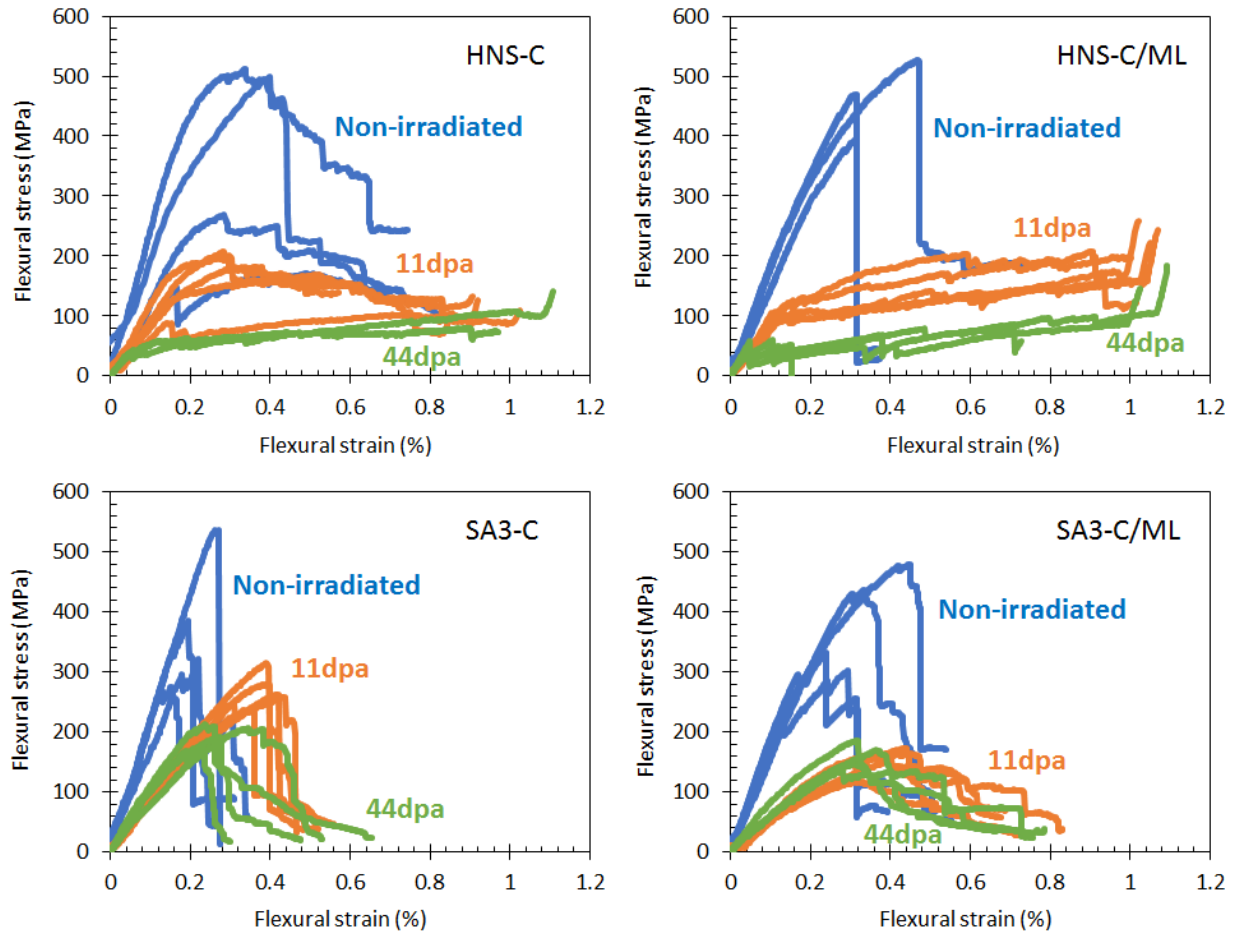 600
500
400
300
200
100
0
Flexural stress (MPa)
HNS-C
Non-irradiated
11dpa
44dpa
0 0.2 0.4 0.6 0.8 1 1.2
Flexural strain (%)
600
500
400
300
200
100
0
Flexural stress (MPa)
HNS-C/ML
Non-irradiated
11dpa
44dpa
0 0.2 0.4 0.6 0.8 1 1.2
Flexural strain (%)
600
500
400
300
200
100
0
Flexural stress (MPa)
SA3-C
Non-irradiated
11dpa
44dpa
0 0.2 0.4 0.6 0.8 1 1.2
Flexural strain (%)
600
500
400
300
200
100
0
Flexural stress (MPa)
SA3-C/ML
Non-irradiated
11dpa
44dpa
0 0.2 0.4 0.6 0.8 1 1.2
Flexural strain (%)